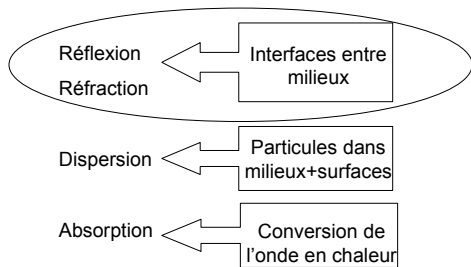 Réflexion
Réfraction
Interfaces entre
milieux
Dispersion
Particules dans
milieux+surfaces
Absorption
Conversion de
l'onde en chaleur